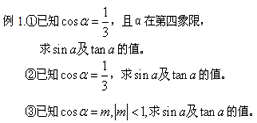 例 1.①已知cosα=1/3，且α在第四象限，
求sinα及tanα的值。
②已知cosα=1/3，求sinα及tanα的值。
③已知cosα=m,|m|<1,求sinα及tanα的值。